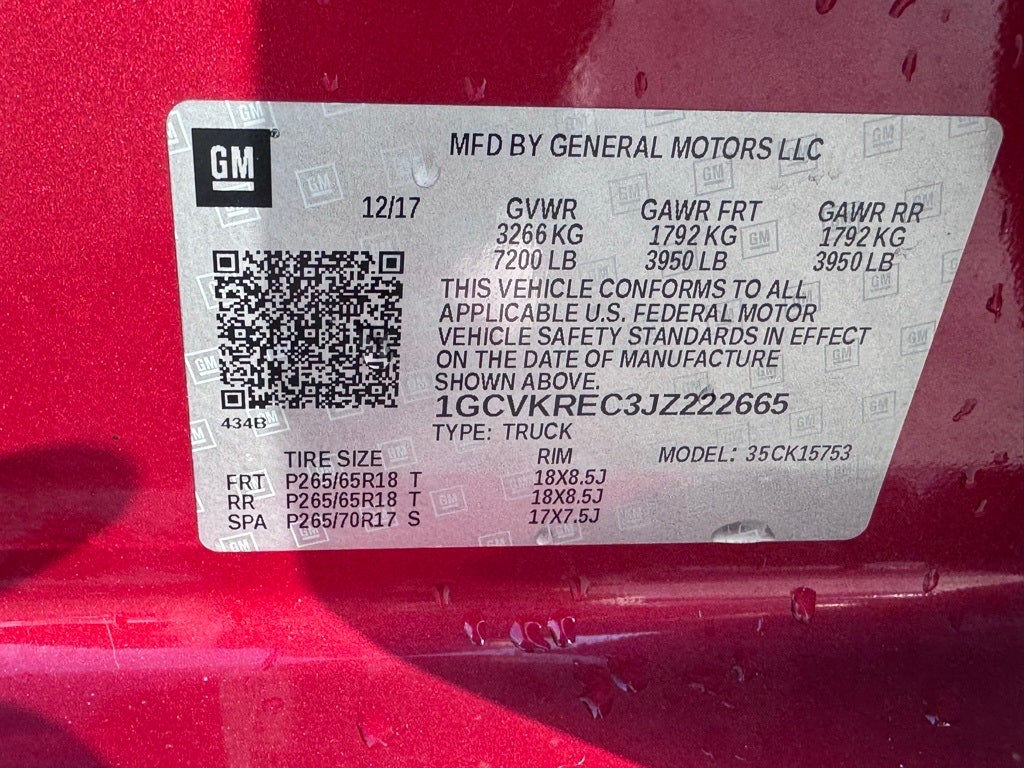 GM
MFD BY GENERAL MOTORS LLC
12/17 GVWR GAWR FRT GAWR RR
3266 KG 1792 KG 1792 KG
7200 LB 3950 LB 3950 LB
THIS VEHICLE CONFORMS TO ALL
APPLICABLE U.S. FEDERAL MOTOR
VEHICLE SAFETY STANDARDS IN EFFECT
ON THE DATE OF MANUFACTURE
SHOWN ABOVE.
1GCVKREC3JZ222665
434B
TYPE: TRUCK
TIRE SIZE RIM MODEL: 35CK15753
FRT P265/65R18 T 18X8.5J
RR P265/65R18 T 18X8.5J
SPA P265/70R17 S 17X7.5J